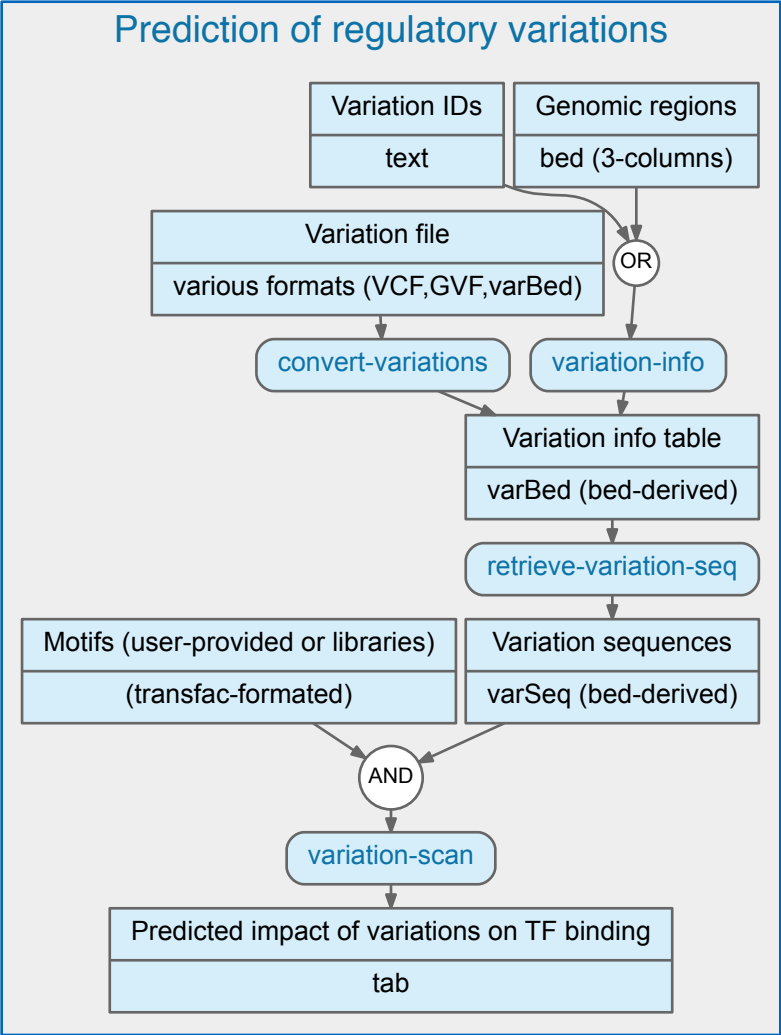 Prediction of regulatory variations
Variation IDs
text
Genomic regions
bed (3-columns)
OR
Variation file
various formats (VCF,GVF,varBed)
convert-variations
variation-info
Variation info table
varBed (bed-derived)
retrieve-variation-seq
Motifs (user-provided or libraries)
(transfac-formated)
Variation sequences
varSeq (bed-derived)
AND
variation-scan
Predicted impact of variations on TF binding
tab